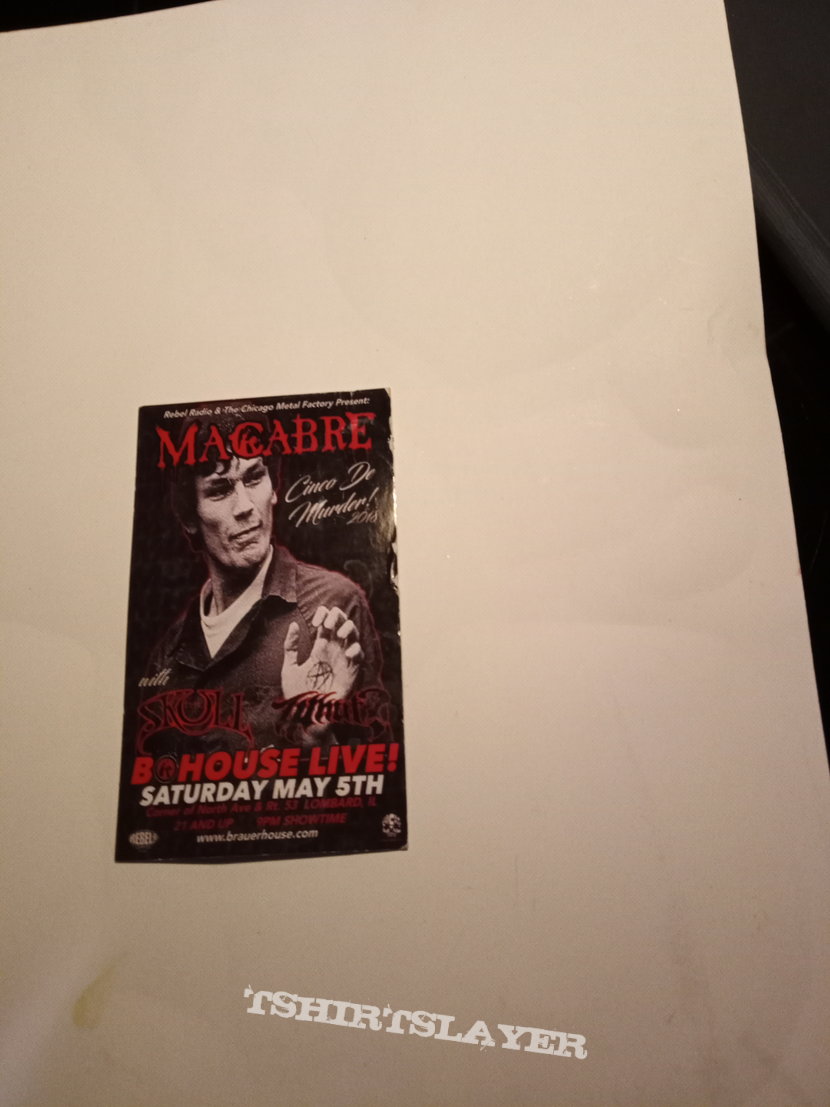 Rebel Radio & The Chicago Metal Factory Present:
MACABRE
Cinco De
Murder!
2018
with
SKULL
B HOUSE LIVE!
SATURDAY MAY 5TH
Corner of North Ave & Rt. 53 LOMBARD, IL
21 AND UP 9PM SHOWTIME
REBEL
www.brauerhouse.com
TSHIRTSLAYER